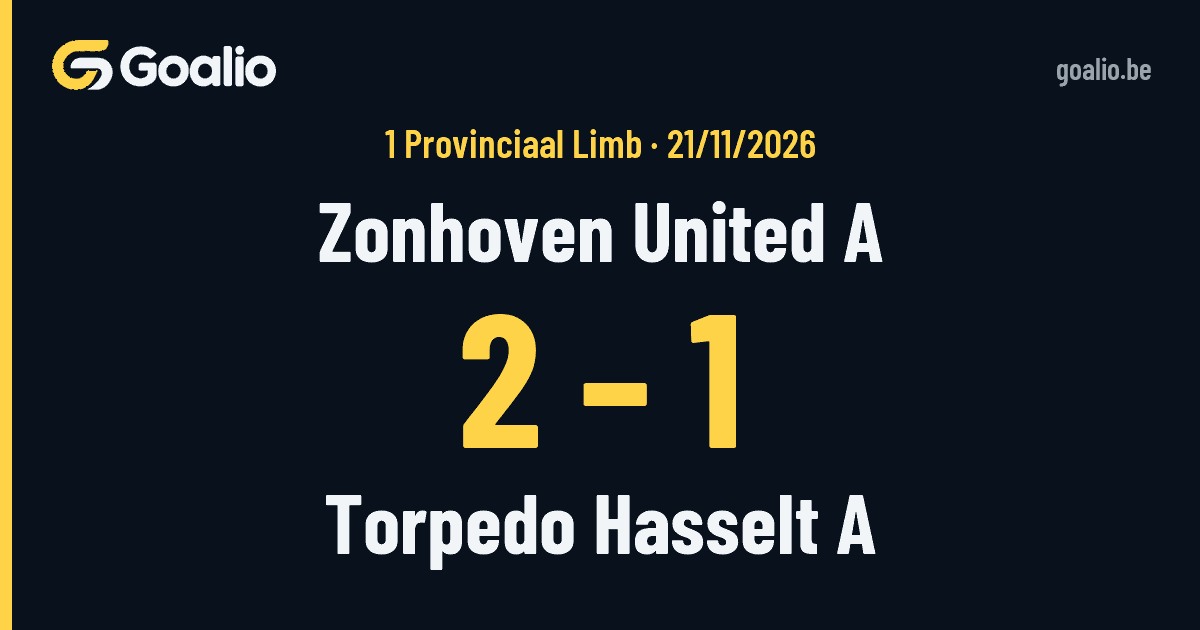 Goalio
goalio.be
1 Provinciaal Limb · 21/11/2026
Zonhoven United A
2 – 1
Torpedo Hasselt A